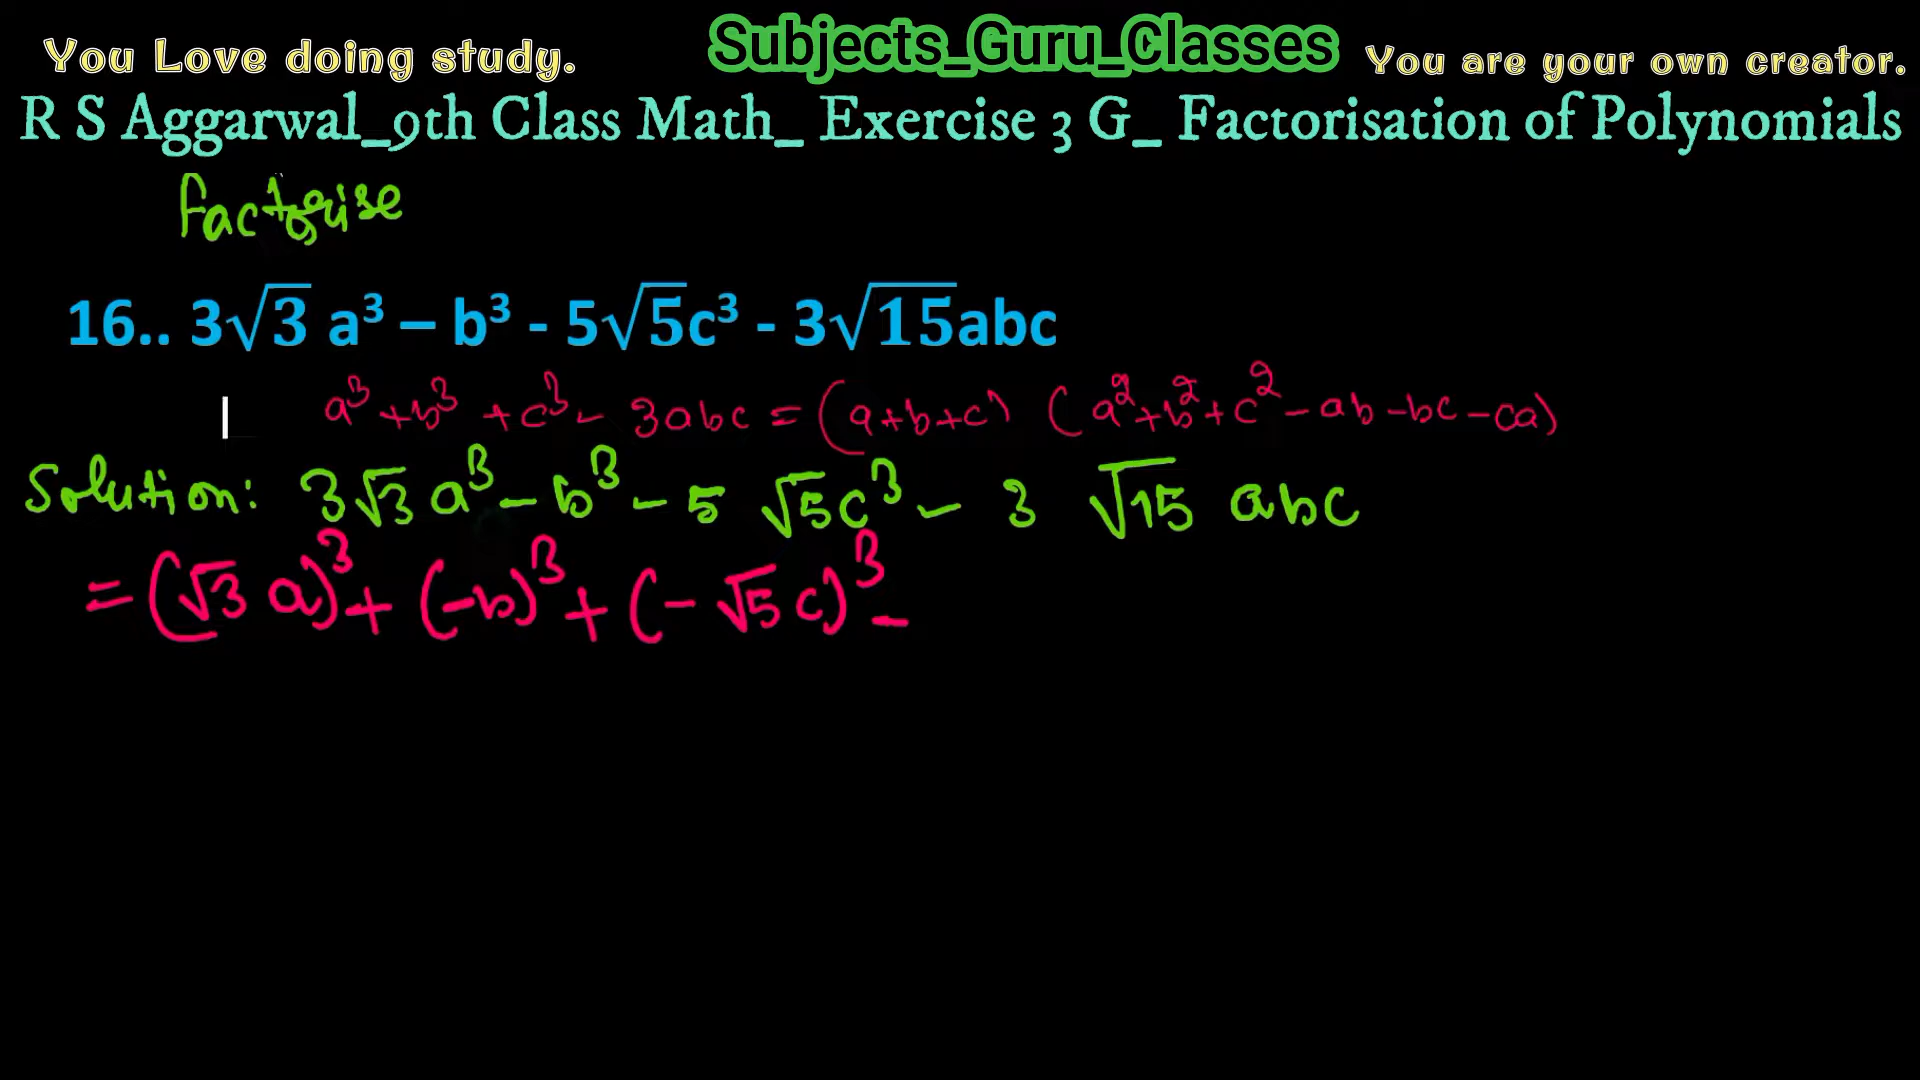 You Love doing study. Subjects_Guru_Classes You are your own creator.
R S Aggarwal_9th Class Math_ Exercise 3 G_ Factorisation of Polynomials
Factorise
16.. 3√3 a³ – b³ - 5√5c³ - 3√15abc
a³ + b³ + c³ - 3abc = (a+b+c) (a²+b²+c²-ab-bc-ca)
Solution: 3√3 a³ - b³ - 5 √5c³ - 3 √15 abc
= (√3 a)³ + (-b)³ + (- √5 c)³ -